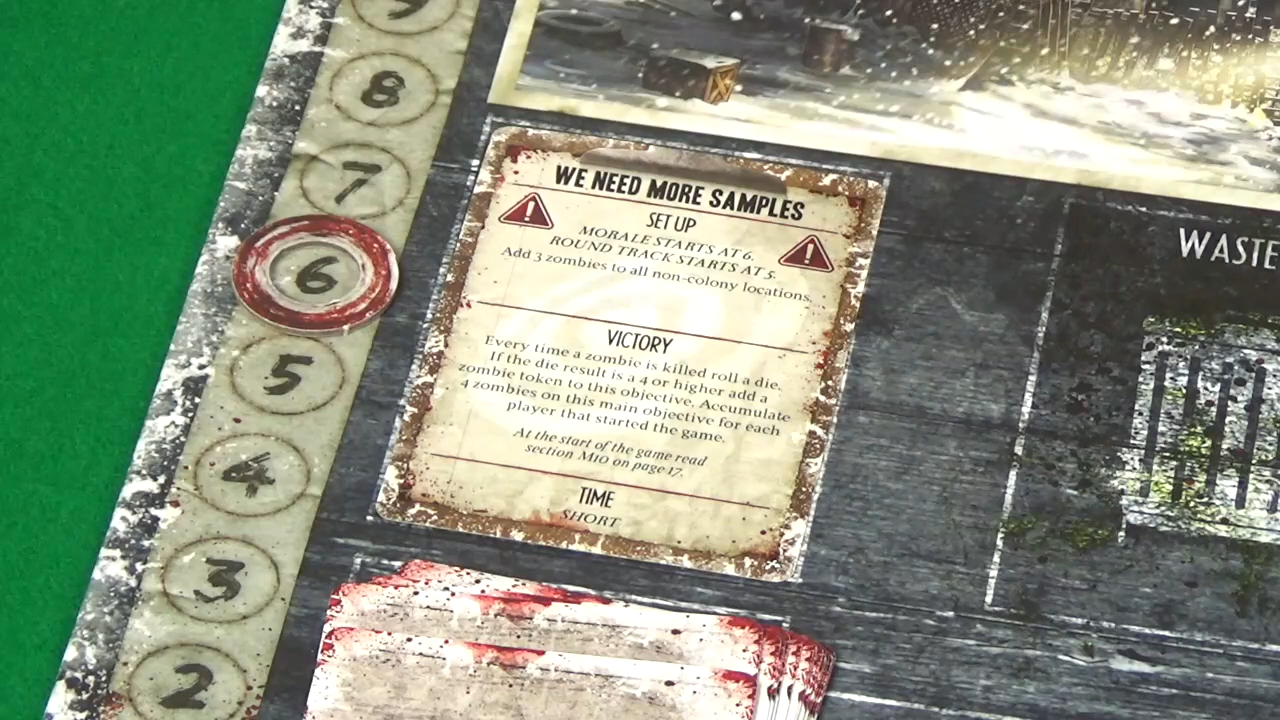 9
8
7
6
5
4
3
2
WE NEED MORE SAMPLES
SET UP
MORALE STARTS AT 6.
ROUND TRACK STARTS AT 5.
Add 3 zombies to all non-colony locations.
VICTORY
Every time a zombie is killed roll a die.
If the die result is a 4 or higher add a
zombie token to this objective. Accumulate
4 zombies on this main objective for each
player that started the game.
At the start of the game read
section M10 on page 17.
TIME
SHORT
WASTE